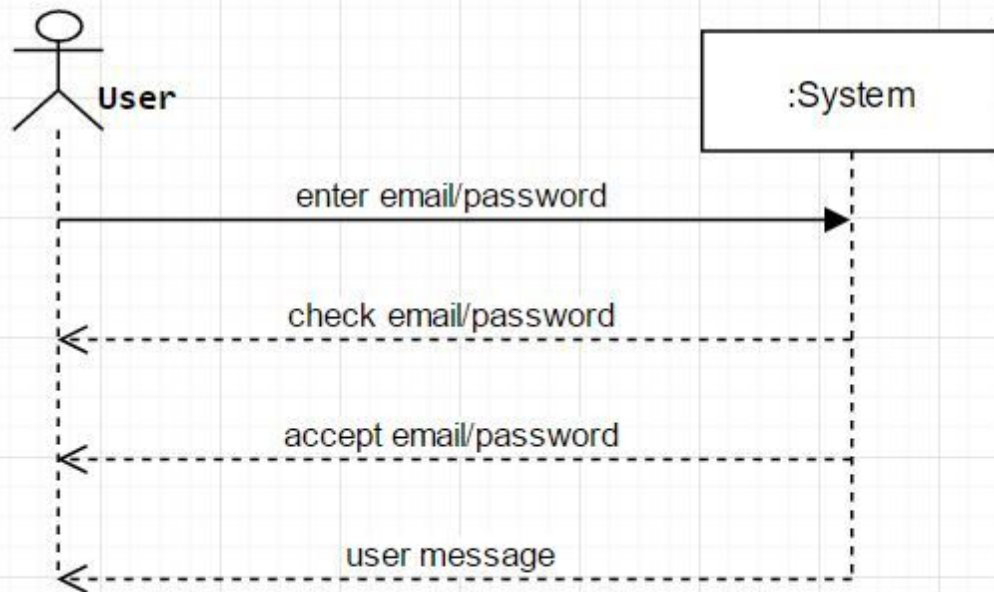 User
:System
enter email/password
check email/password
accept email/password
user message